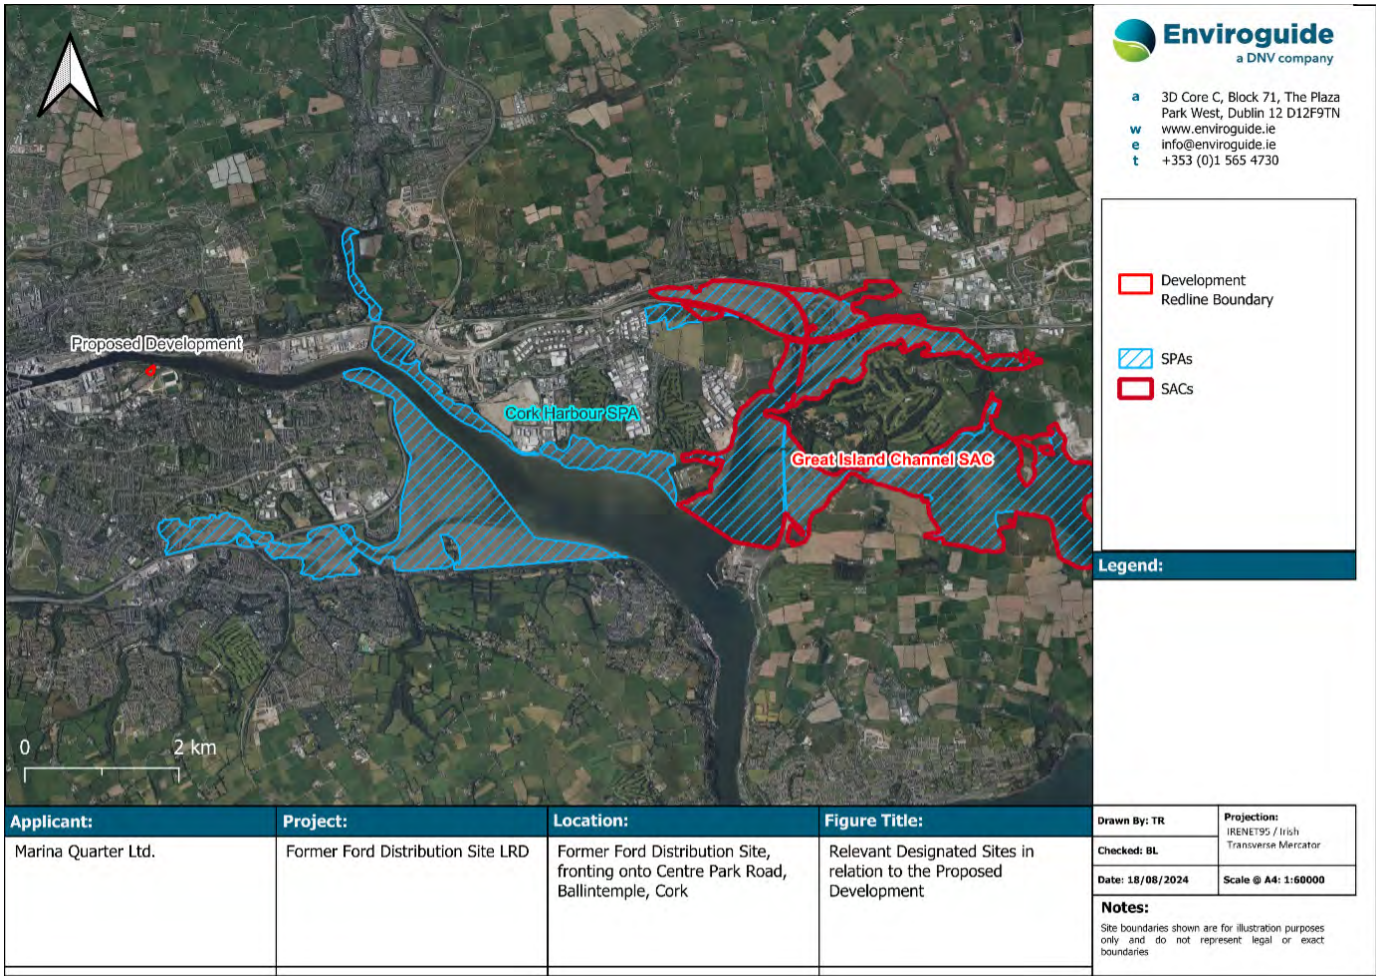 Enviroguide
a DNV company
a 3D Core C, Block 71, The Plaza
Park West, Dublin 12 D12F9TN
w www.enviroguide.ie
e info@enviroguide.ie
t +353 (0)1 565 4730
Development
Redline Boundary
SPAs
SACs
Legend:
Proposed Development
Cork Harbour SPA
Great Island Channel SAC
0 2 km
Applicant:
Marina Quarter Ltd.
Project:
Former Ford Distribution Site LRD
Location:
Former Ford Distribution Site,
fronting onto Centre Park Road,
Ballintemple, Cork
Figure Title:
Relevant Designated Sites in
relation to the Proposed
Development
Drawn By: TR
Checked: BL
Date: 18/08/2024
Projection:
IRENET95 / Irish
Transverse Mercator
Scale @ A4: 1:60000
Notes:
Site boundaries shown are for illustration purposes
only and do not represent legal or exact
boundaries